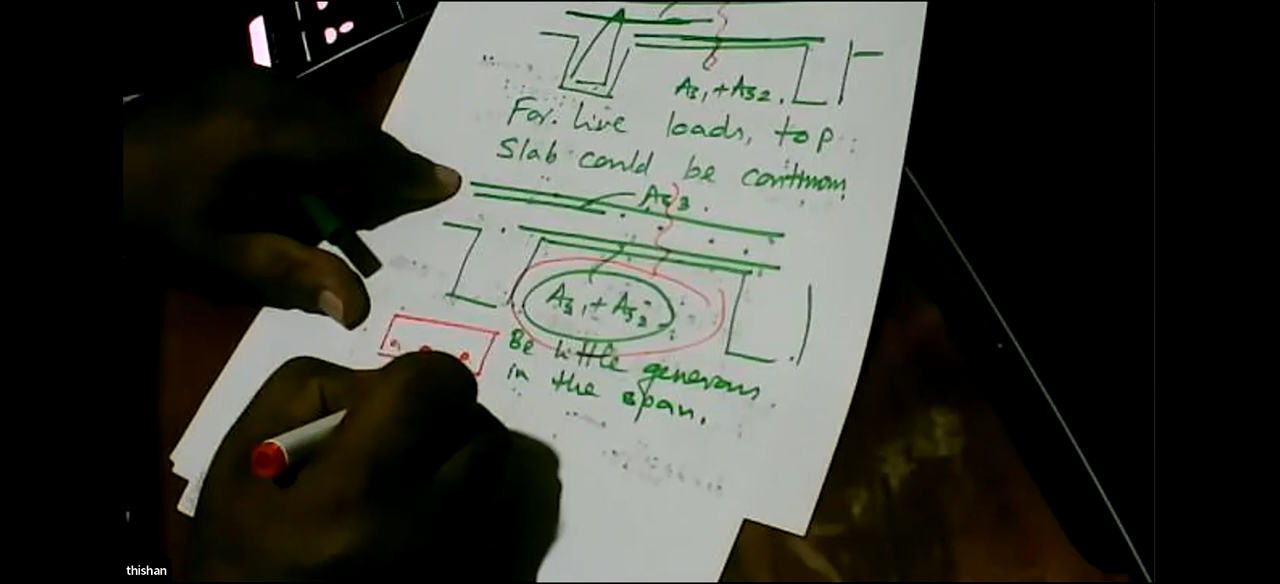 As1 + As2.
For live loads, top
Slab could be continuou
As3.
As1 + As2
Be little generous
in the span.
thishan